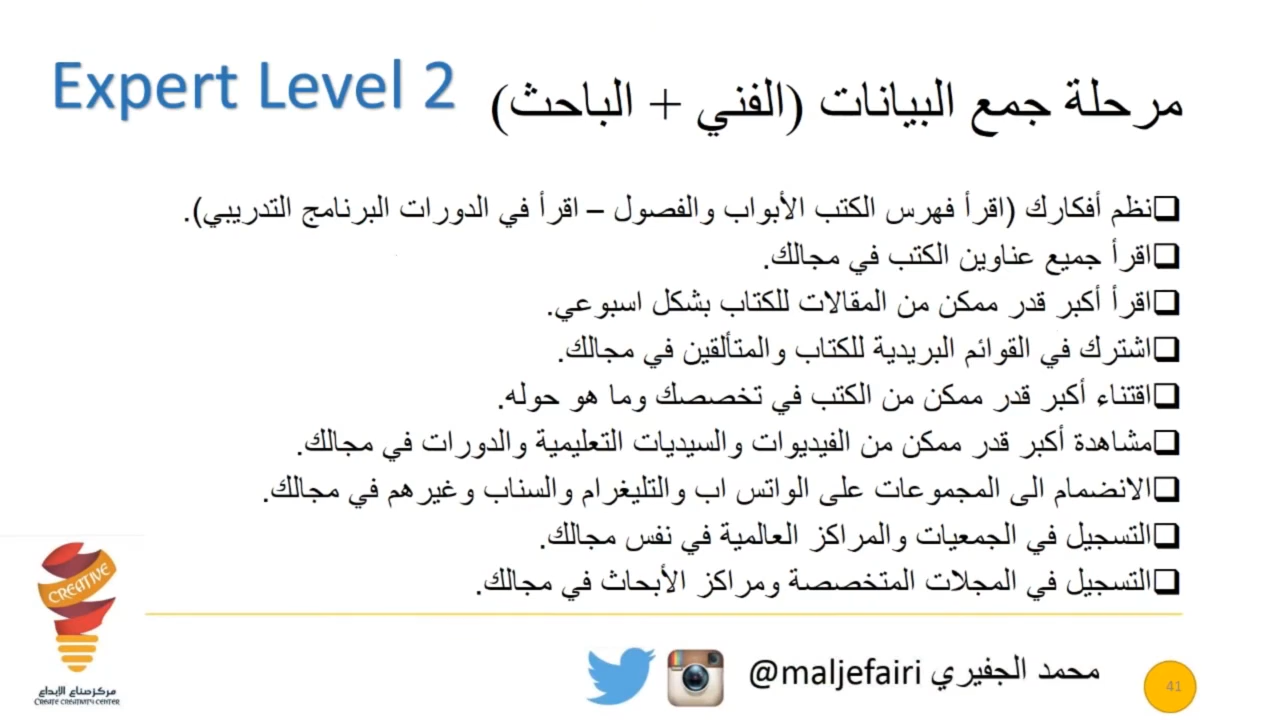 Expert Level 2
مرحلة جمع البيانات (الفني + الباحث)
❑نظم أفكارك (اقرأ فهرس الكتب الأبواب والفصول – اقرأ في الدورات البرنامج التدريبي).
❑اقرأ جميع عناوين الكتب في مجالك.
❑اقرأ أكبر قدر ممكن من المقالات للكتاب بشكل اسبوعي.
❑اشترك في القوائم البريدية للكتاب والمتألقين في مجالك.
❑اقتناء أكبر قدر ممكن من الكتب في تخصصك وما هو حوله.
❑مشاهدة أكبر قدر ممكن من الفيديوات والسيديات التعليمية والدورات في مجالك.
❑الانضمام الى المجموعات على الواتس اب والتليغرام والسناب وغيرهم في مجالك.
❑التسجيل في الجمعيات والمراكز العالمية في نفس مجالك.
❑التسجيل في المجلات المتخصصة ومراكز الأبحاث في مجالك.
CREATIVE
مركز صناع الإبداع
CREATE CREATIVITY CENTER
محمد الجفيري @maljefairi
41